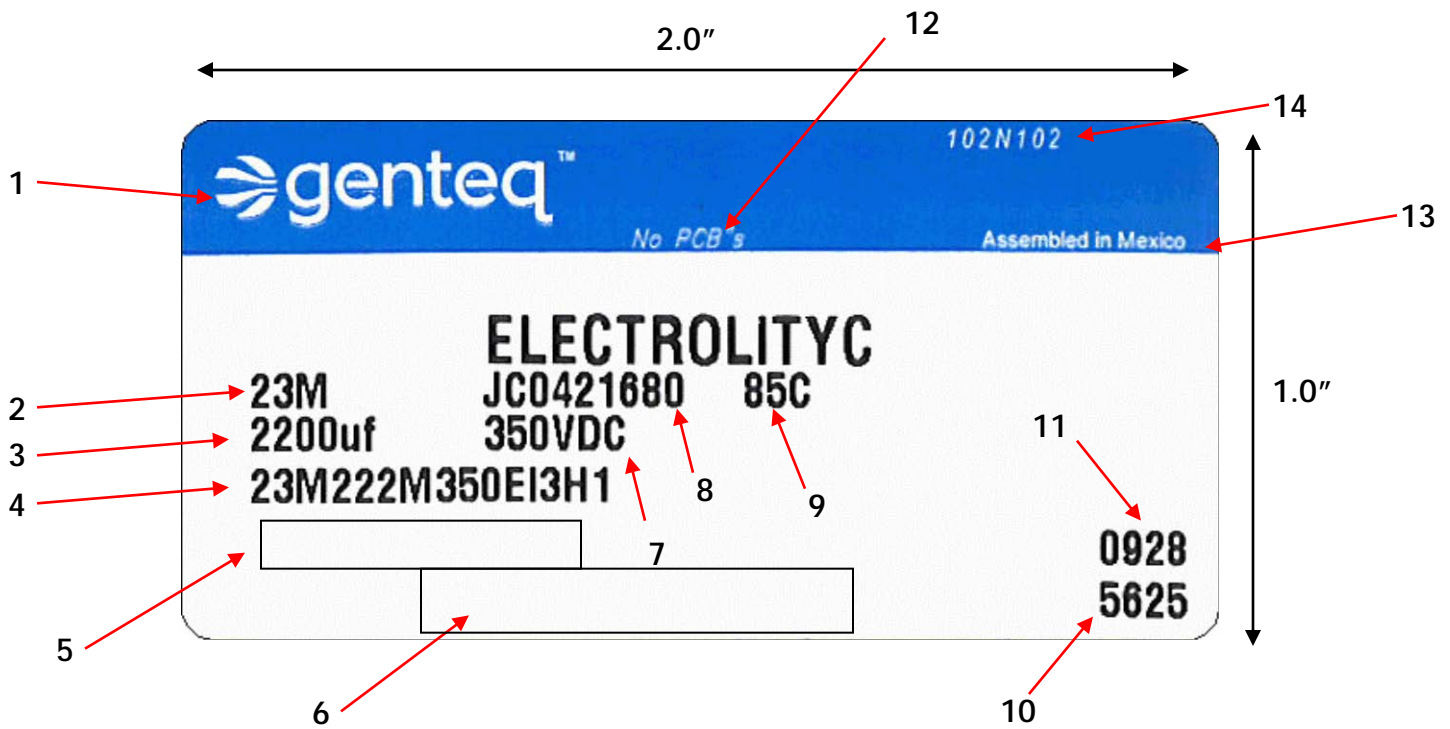 12
2.0"
14
102N102
1
genteq™
No PCB"s
Assembled in Mexico
13
ELECTROLITYC
2
23M JC0421680 85C
1.0"
3
2200uf 350VDC
11
4
23M222M350EI3H1
8
9
7
0928
5
5625
6
10